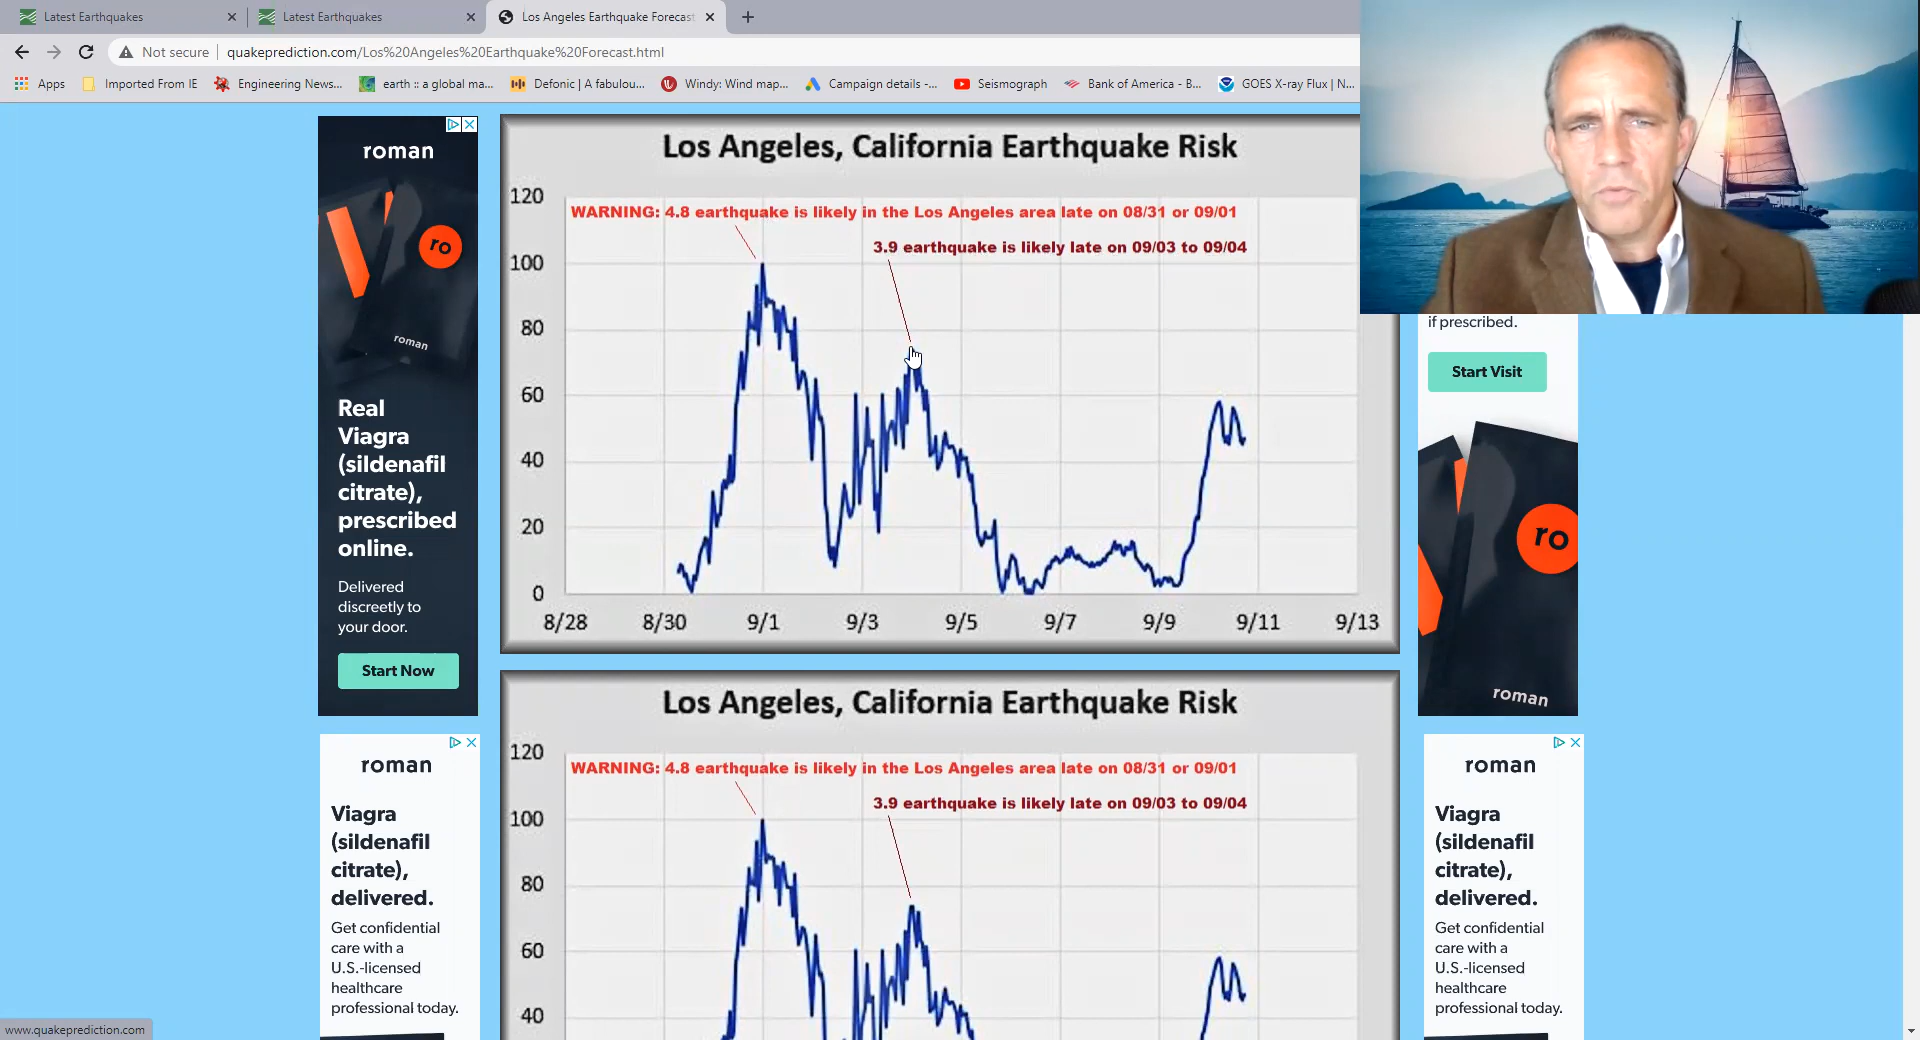 Latest Earthquakes
Latest Earthquakes
Los Angeles Earthquake Forecast
Not secure
quakeprediction.com/Los%20Angeles%20Earthquake%20Forecast.html
Apps
Imported From IE
Engineering News...
earth :: a global ma...
Defonic | A fabulou...
Windy: Wind map...
Campaign details -...
Seismograph
Bank of America - B...
GOES X-ray Flux | N...
roman
ro
roman
Real
Viagra
(sildenafil
citrate),
prescribed
online.
Delivered
discreetly to
your door.
Start Now
Los Angeles, California Earthquake Risk
WARNING: 4.8 earthquake is likely in the Los Angeles area late on 08/31 or 09/01
3.9 earthquake is likely late on 09/03 to 09/04
120
100
80
60
40
20
0
8/28 8/30 9/1 9/3 9/5 9/7 9/9 9/11 9/13
if prescribed.
Start Visit
ro
roman
roman
Viagra
(sildenafil
citrate),
delivered.
Get confidential
care with a
U.S.-licensed
healthcare
professional today.
Los Angeles, California Earthquake Risk
WARNING: 4.8 earthquake is likely in the Los Angeles area late on 08/31 or 09/01
3.9 earthquake is likely late on 09/03 to 09/04
120
100
80
60
40
roman
Viagra
(sildenafil
citrate),
delivered.
Get confidential
care with a
U.S.-licensed
healthcare
professional today.
www.quakeprediction.com